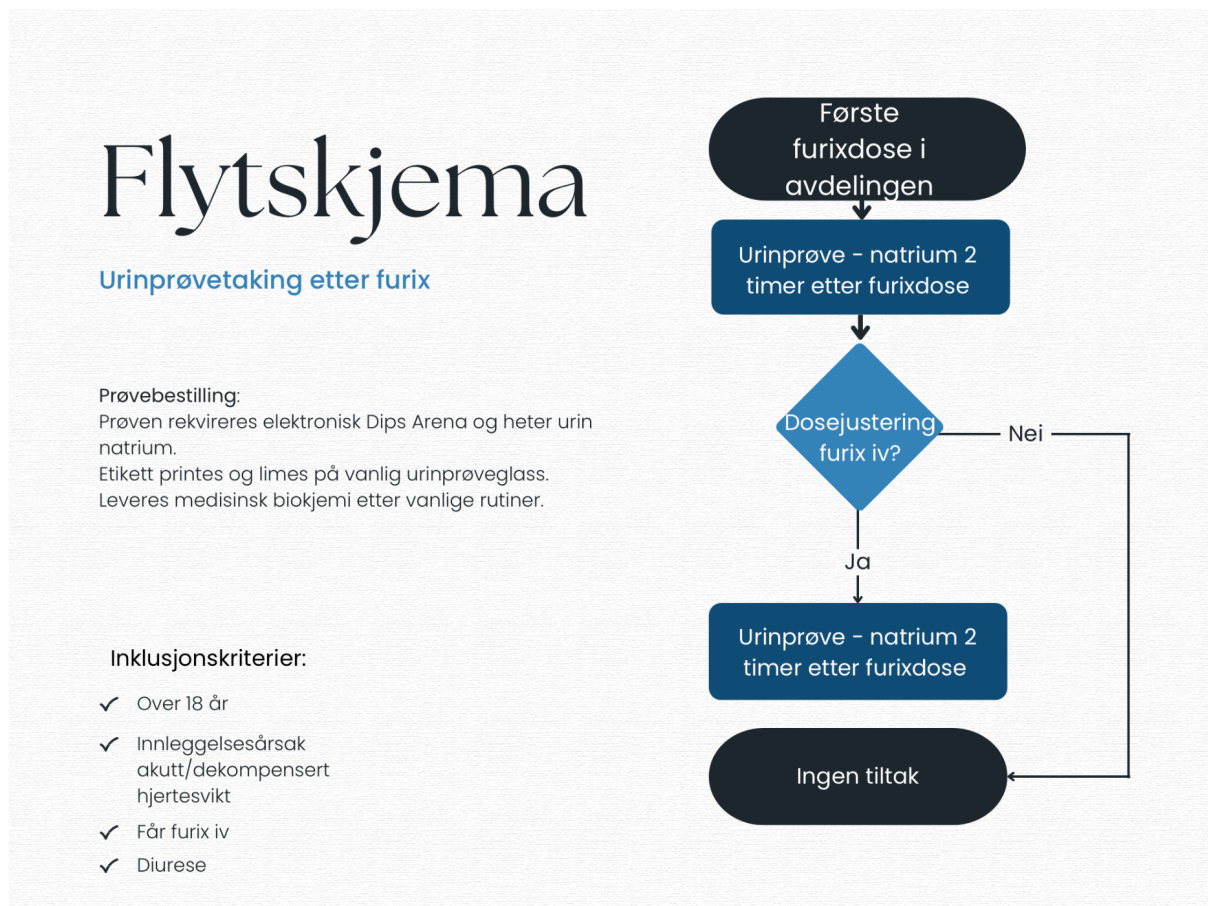 Flytskjema
Urinprøvetaking etter furix
Prøvebestilling:
Prøven rekvireres elektronisk Dips Arena og heter urin
natrium.
Etikett printes og limes på vanlig urinprøveglass.
Leveres medisinsk biokjemi etter vanlige rutiner.
Inklusjonskriterier:
Over 18 år
Innleggelsesårsak
akutt/dekompensert
hjertesvikt
Får furix iv
Diurese
Første
furixdose i
avdelingen
Urinprøve - natrium 2
timer etter furixdose
Dosejustering
furix iv?
Nei
Ja
Urinprøve - natrium 2
timer etter furixdose
Ingen tiltak